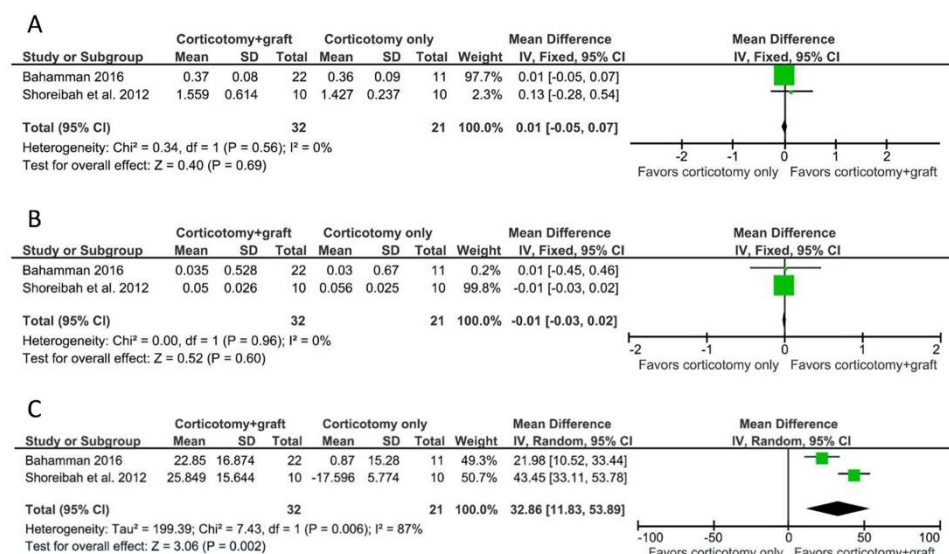 A
Corticotomy+graft Corticotomy only Mean Difference Mean Difference
Study or Subgroup Mean SD Total Mean SD Total Weight IV, Fixed, 95% CI IV, Fixed, 95% CI
Bahamman 2016 0.37 0.08 22 0.36 0.09 11 97.7% 0.01 [-0.05, 0.07]
Shoreibah et al. 2012 1.559 0.614 10 1.427 0.237 10 2.3% 0.13 [-0.28, 0.54]
Total (95% CI) 32 21 100.0% 0.01 [-0.05, 0.07]
Heterogeneity: Chi² = 0.34, df = 1 (P = 0.56); I² = 0%
Test for overall effect: Z = 0.40 (P = 0.69)
-2 -1 0 1 2
Favors corticotomy only Favors corticotomy+graft
B
Corticotomy+graft Corticotomy only Mean Difference Mean Difference
Study or Subgroup Mean SD Total Mean SD Total Weight IV, Fixed, 95% CI IV, Fixed, 95% CI
Bahamman 2016 0.035 0.528 22 0.03 0.67 11 0.2% 0.01 [-0.45, 0.46]
Shoreibah et al. 2012 0.05 0.026 10 0.056 0.025 10 99.8% -0.01 [-0.03, 0.02]
Total (95% CI) 32 21 100.0% -0.01 [-0.03, 0.02]
Heterogeneity: Chi² = 0.00, df = 1 (P = 0.96); I² = 0%
Test for overall effect: Z = 0.52 (P = 0.60)
-2 -1 0 1 2
Favors corticotomy only Favors corticotomy+graft
C
Corticotomy+graft Corticotomy only Mean Difference Mean Difference
Study or Subgroup Mean SD Total Mean SD Total Weight IV, Random, 95% CI IV, Random, 95% CI
Bahamman 2016 22.85 16.874 22 0.87 15.28 11 49.3% 21.98 [10.52, 33.44]
Shoreibah et al. 2012 25.849 15.644 10 -17.596 5.774 10 50.7% 43.45 [33.11, 53.78]
Total (95% CI) 32 21 100.0% 32.86 [11.83, 53.89]
Heterogeneity: Tau² = 199.39; Chi² = 7.43, df = 1 (P = 0.006); I² = 87%
Test for overall effect: Z = 3.06 (P = 0.002)
-100 -50 0 50 100
Favors corticotomy only Favors corticotomy+graft